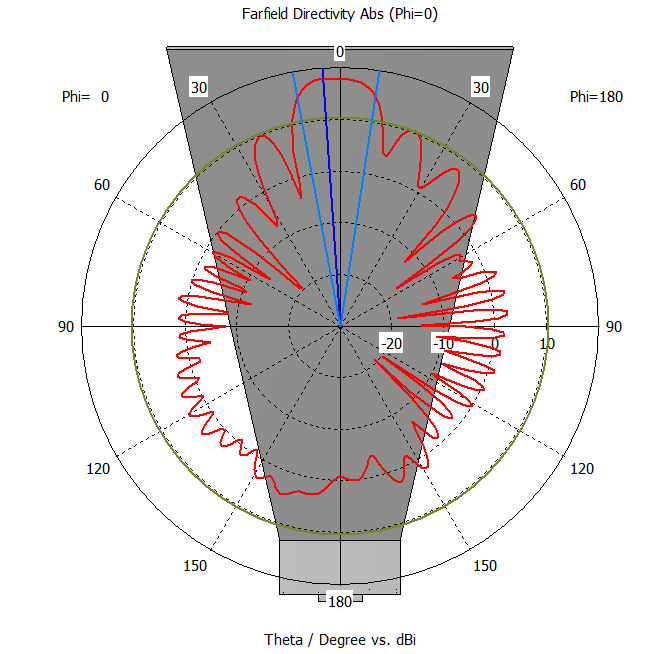 Farfield Directivity Abs (Phi=0)
0
30 30
Phi= 0 Phi=180
60 60
90 -20 -10 0 10 90
120 120
150 150
180
Theta / Degree vs. dBi